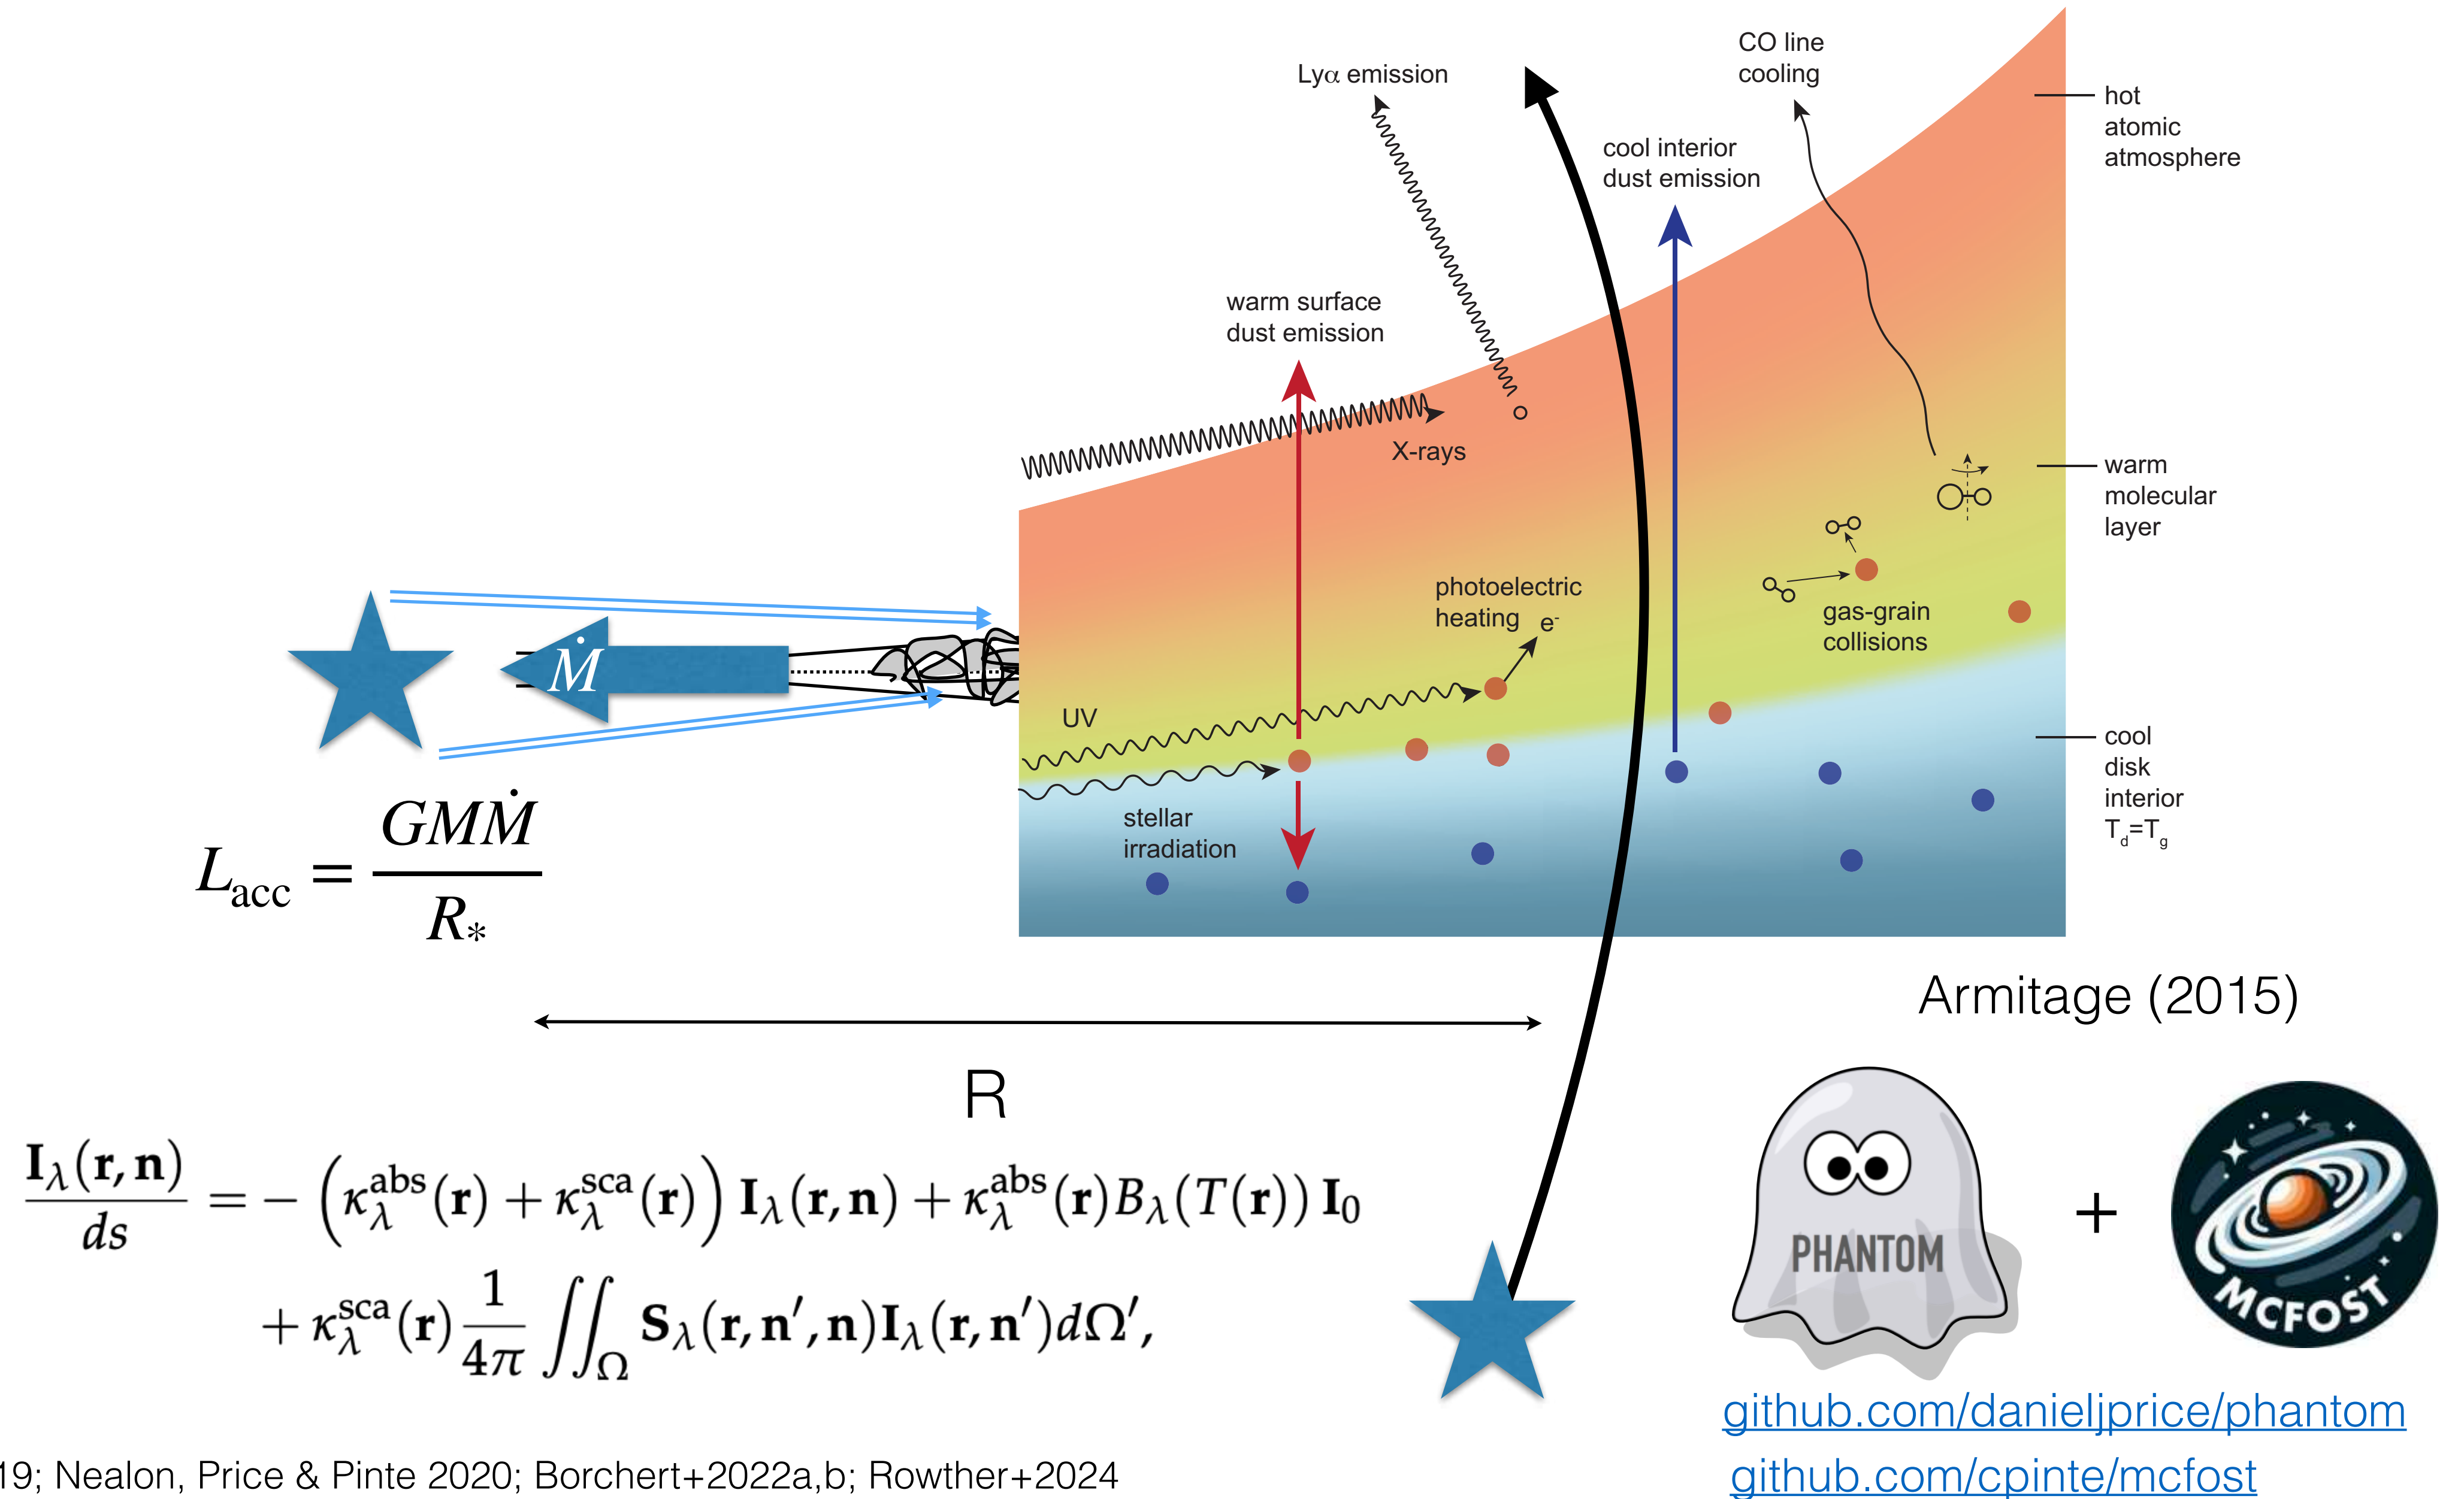 Lyα emission
CO line
cooling
hot
atomic
atmosphere
cool interior
dust emission
warm surface
dust emission
X-rays
warm
molecular
layer
photoelectric
heating e⁻
gas-grain
collisions
Ṁ
UV
stellar
irradiation
cool
disk
interior
T_d=T_g
L_acc = GMṀ / R_*
Armitage (2015)
R
I_λ(r, n) / ds = − (κ_λ^abs(r) + κ_λ^sca(r)) I_λ(r, n) + κ_λ^abs(r)B_λ(T(r)) I_0
+ κ_λ^sca(r) 1/4π ∬_Ω S_λ(r, n′, n)I_λ(r, n′)dΩ′,
PHANTOM
+
MCFOST
github.com/danieljprice/phantom
github.com/cpinte/mcfost
19; Nealon, Price & Pinte 2020; Borchert+2022a,b; Rowther+2024